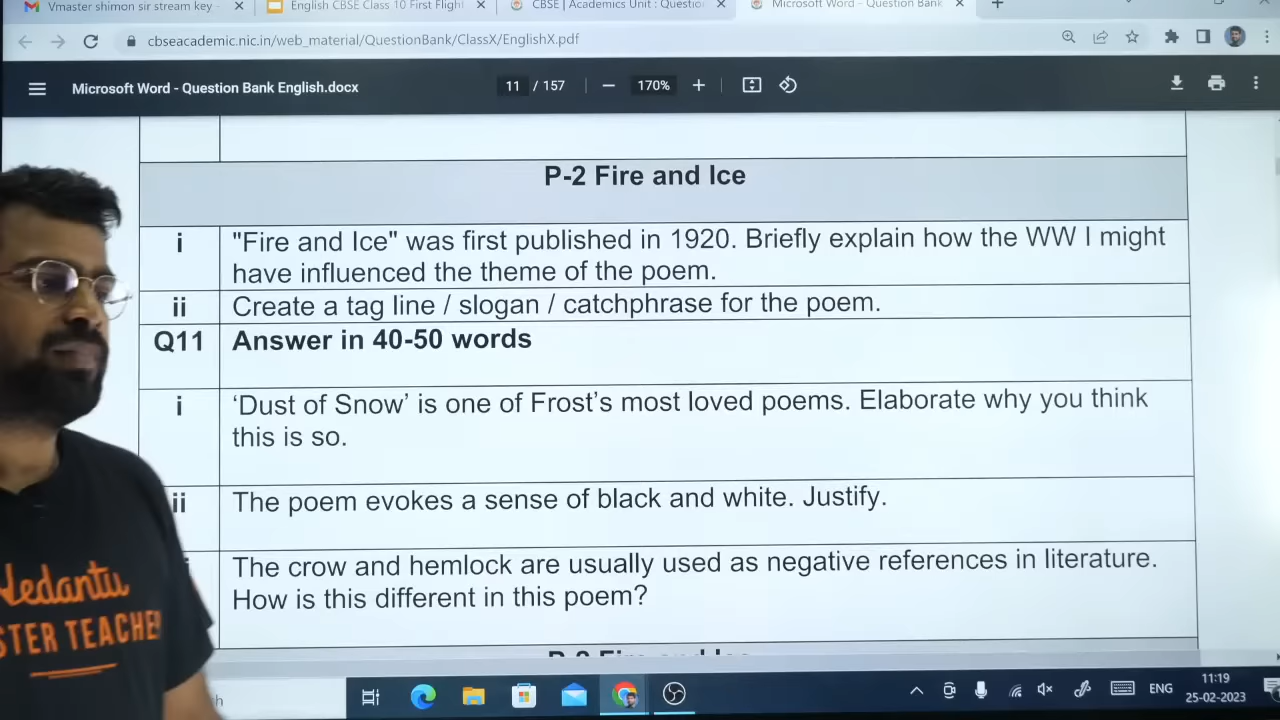 Vmaster shimon sir stream key - × English CBSE Class 10 First Flight × CBSE | Academics Unit : Question × Microsoft Word - Question Bank × +
cbseacademic.nic.in/web_material/QuestionBank/ClassX/EnglishX.pdf
Microsoft Word - Question Bank English.docx 11 / 157 − 170% +
P-2 Fire and Ice
i "Fire and Ice" was first published in 1920. Briefly explain how the WW I might
have influenced the theme of the poem.
ii Create a tag line / slogan / catchphrase for the poem.
Q11 Answer in 40-50 words
i 'Dust of Snow' is one of Frost's most loved poems. Elaborate why you think
this is so.
ii The poem evokes a sense of black and white. Justify.
The crow and hemlock are usually used as negative references in literature.
How is this different in this poem?
Vedantu
STER TEACHER
ENG 11:19
25-02-2023